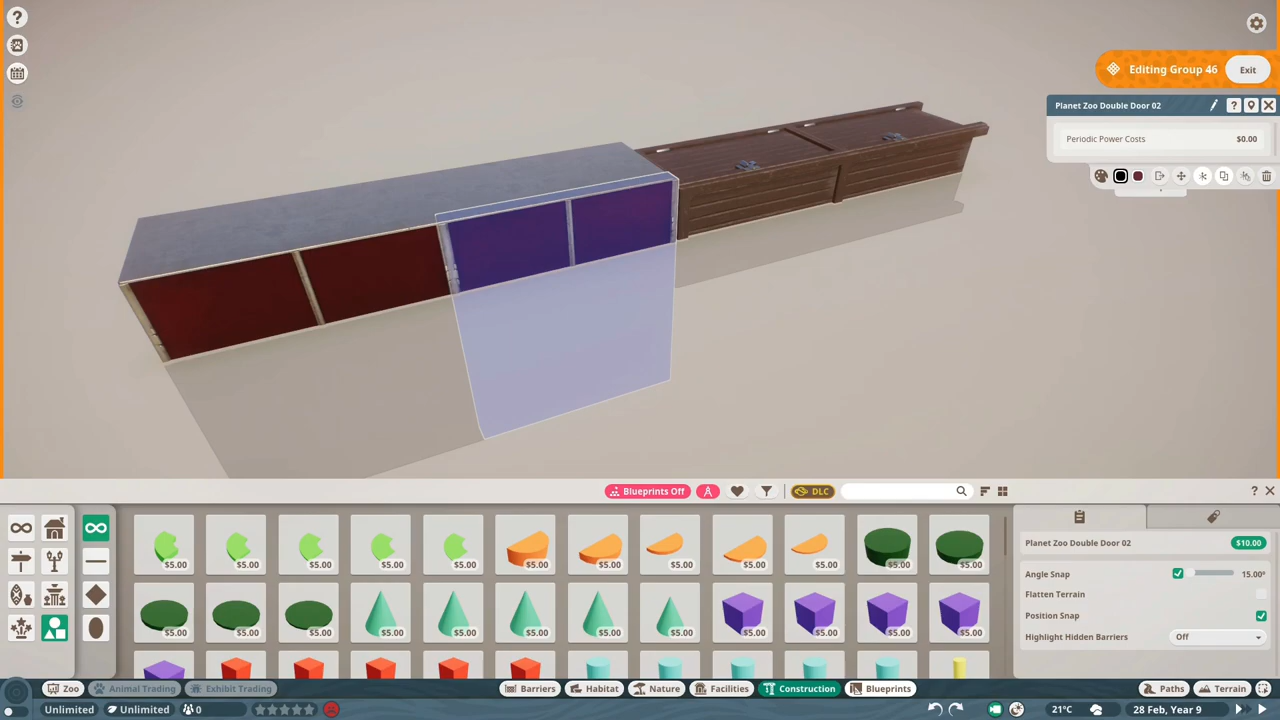 ?
Editing Group 46
Exit
Planet Zoo Double Door 02
?
Periodic Power Costs
$0.00
Blueprints Off
DLC
?
$5.00 $5.00 $5.00 $5.00 $5.00 $5.00 $5.00 $5.00 $5.00 $5.00 $5.00 $5.00
$5.00 $5.00 $5.00 $5.00 $5.00 $5.00 $5.00 $5.00 $5.00 $5.00 $5.00 $5.00
Planet Zoo Double Door 02
$10.00
Angle Snap
15.00°
Flatten Terrain
Position Snap
Highlight Hidden Barriers
Off
Zoo
Animal Trading
Exhibit Trading
Barriers
Habitat
Nature
Facilities
Construction
Blueprints
Paths
Terrain
Unlimited
Unlimited
0
21°C
28 Feb, Year 9